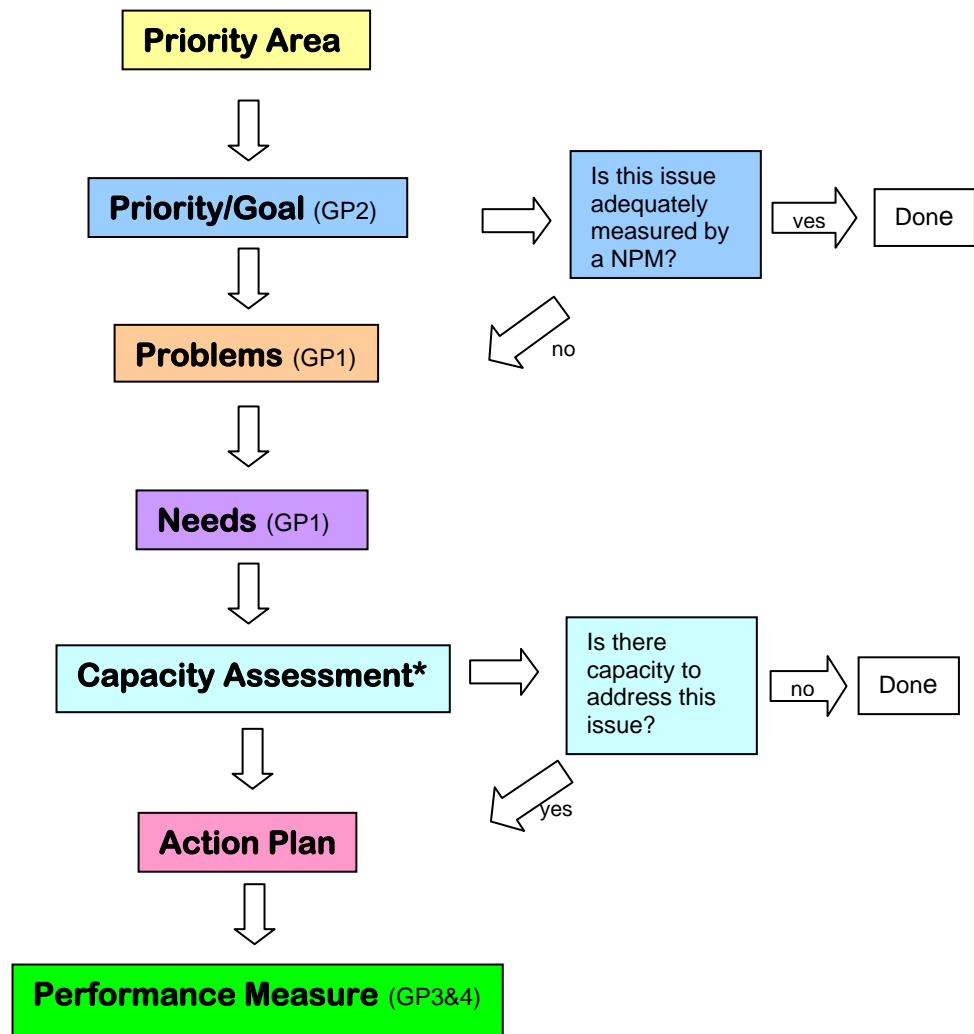 Priority Area
Priority/Goal (GP2)
Is this issue
adequately
measured by
a NPM?
yes
Done
no
Problems (GP1)
Needs (GP1)
Capacity Assessment*
Is there
capacity to
address this
issue?
no
Done
yes
Action Plan
Performance Measure (GP3&4)